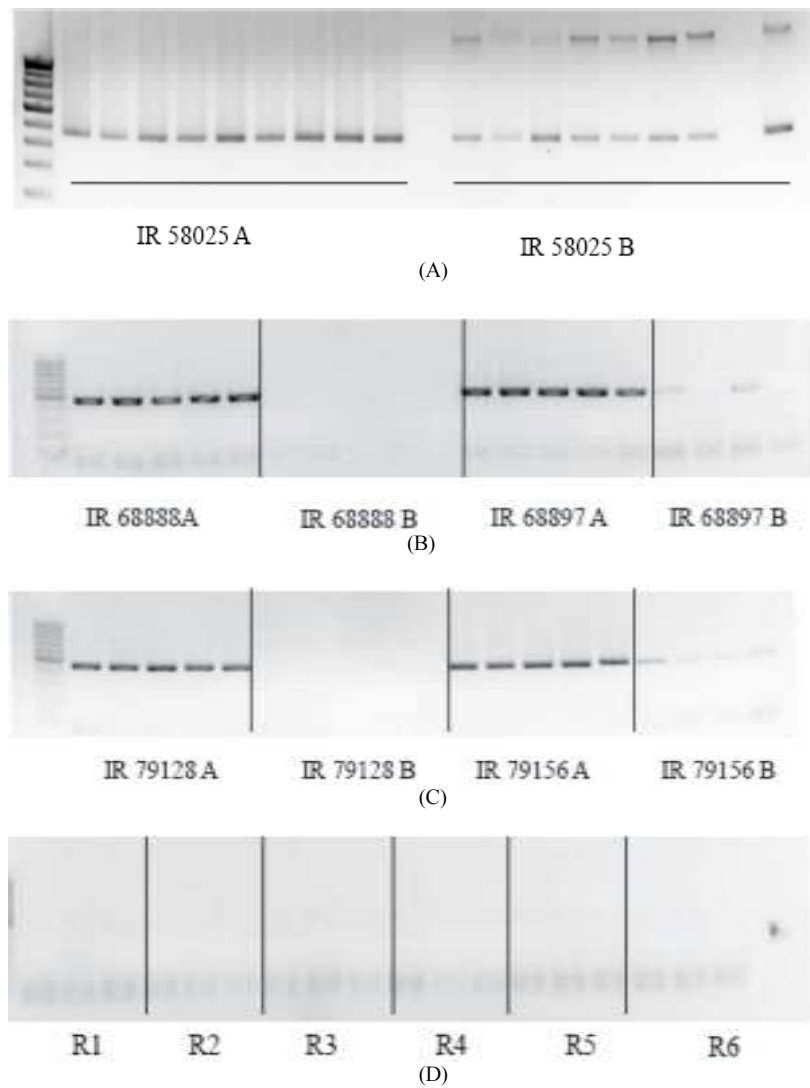 IR 58025 A IR 58025 B
(A)
IR 68888A IR 68888 B IR 68897 A IR 68897 B
(B)
IR 79128 A IR 79128 B IR 79156 A IR 79156 B
(C)
R1 R2 R3 R4 R5 R6
(D)